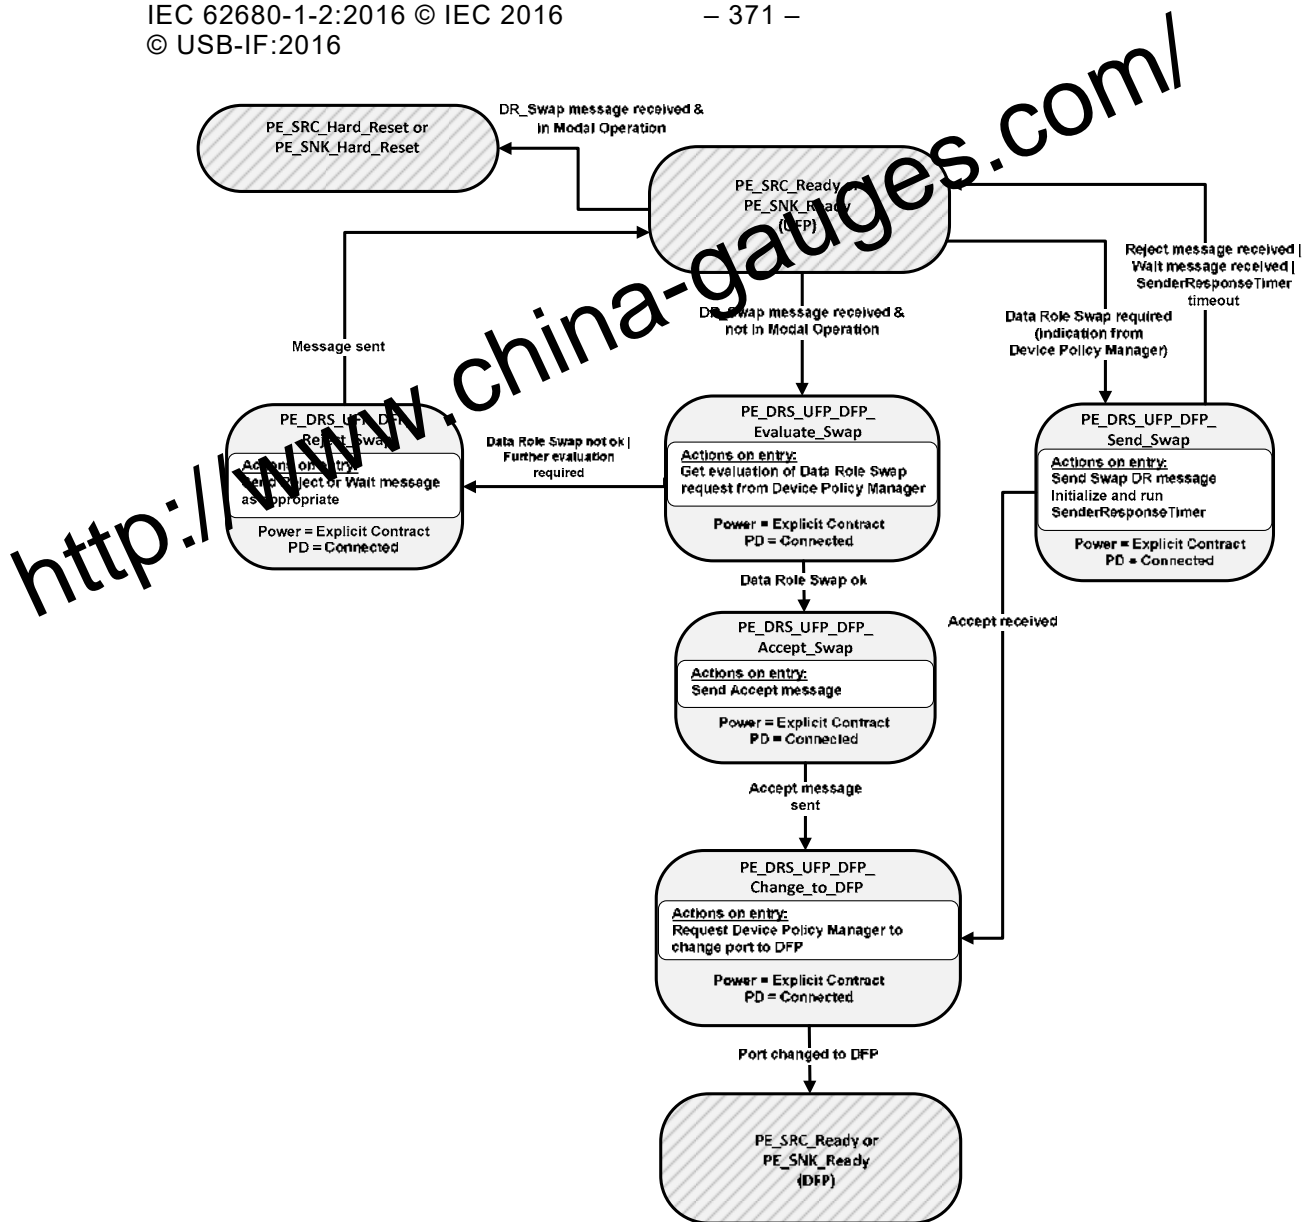 IEC 62680-1-2:2016 © IEC 2016
– 371 –
© USB-IF:2016
http://www.china-gauges.com/
PE_SRC_Hard_Reset or
PE_SNK_Hard_Reset
DR_Swap message received &
in Modal Operation
PE_SRC_Ready or
PE_SNK_Ready
(UFP)
Reject message received |
Wait message received |
SenderResponseTimer
timeout
DR_Swap message received &
not in Modal Operation
Data Role Swap required
(indication from
Device Policy Manager)
Message sent
PE_DRS_UFP_DFP_
Reject_Swap
Actions on entry:
Send Reject or Wait message
as appropriate
Power = Explicit Contract
PD = Connected
Data Role Swap not ok |
Further evaluation
required
PE_DRS_UFP_DFP_
Evaluate_Swap
Actions on entry:
Get evaluation of Data Role Swap
request from Device Policy Manager
Power = Explicit Contract
PD = Connected
PE_DRS_UFP_DFP_
Send_Swap
Actions on entry:
Send Swap DR message
Initialize and run
SenderResponseTimer
Power = Explicit Contract
PD = Connected
Data Role Swap ok
Accept received
PE_DRS_UFP_DFP_
Accept_Swap
Actions on entry:
Send Accept message
Power = Explicit Contract
PD = Connected
Accept message
sent
PE_DRS_UFP_DFP_
Change_to_DFP
Actions on entry:
Request Device Policy Manager to
change port to DFP
Power = Explicit Contract
PD = Connected
Port changed to DFP
PE_SRC_Ready or
PE_SNK_Ready
(DFP)